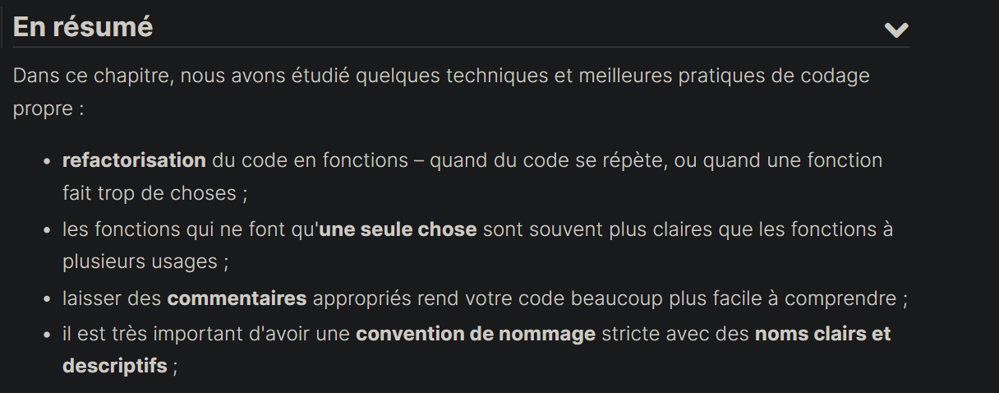 En résumé
Dans ce chapitre, nous avons étudié quelques techniques et meilleures pratiques de codage
propre :
• refactorisation du code en fonctions – quand du code se répète, ou quand une fonction
fait trop de choses ;
• les fonctions qui ne font qu'une seule chose sont souvent plus claires que les fonctions à
plusieurs usages ;
• laisser des commentaires appropriés rend votre code beaucoup plus facile à comprendre ;
• il est très important d'avoir une convention de nommage stricte avec des noms clairs et
descriptifs ;